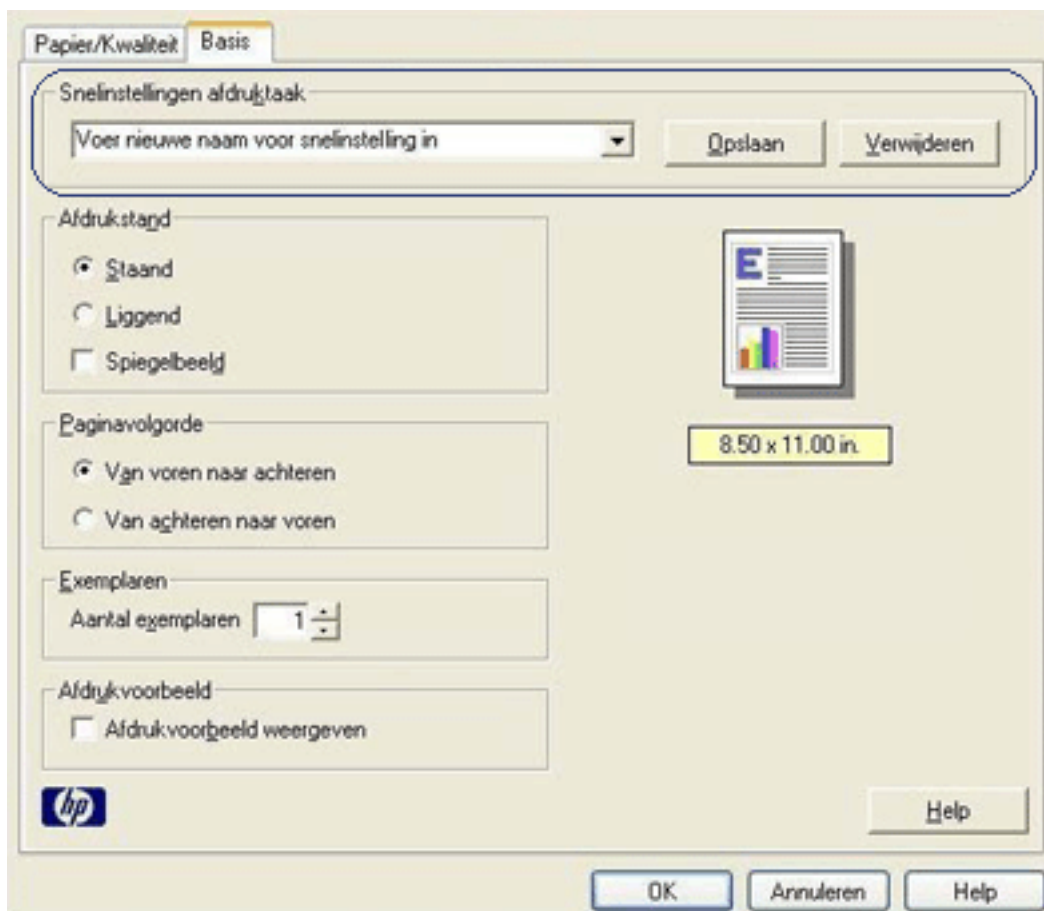 Papier/Kwaliteit Basis
Snelinstellingen afdruktaak
Voer nieuwe naam voor snelinstelling in Opslaan Verwijderen
Afdrukstand
Staand
Liggend
Spiegelbeeld
E
8.50 x 11.00 in.
Paginavolgorde
Van voren naar achteren
Van achteren naar voren
Exemplaren
Aantal exemplaren 1
Afdrukvoorbeeld
Afdrukvoorbeeld weergeven
hp Help
OK Annuleren Help